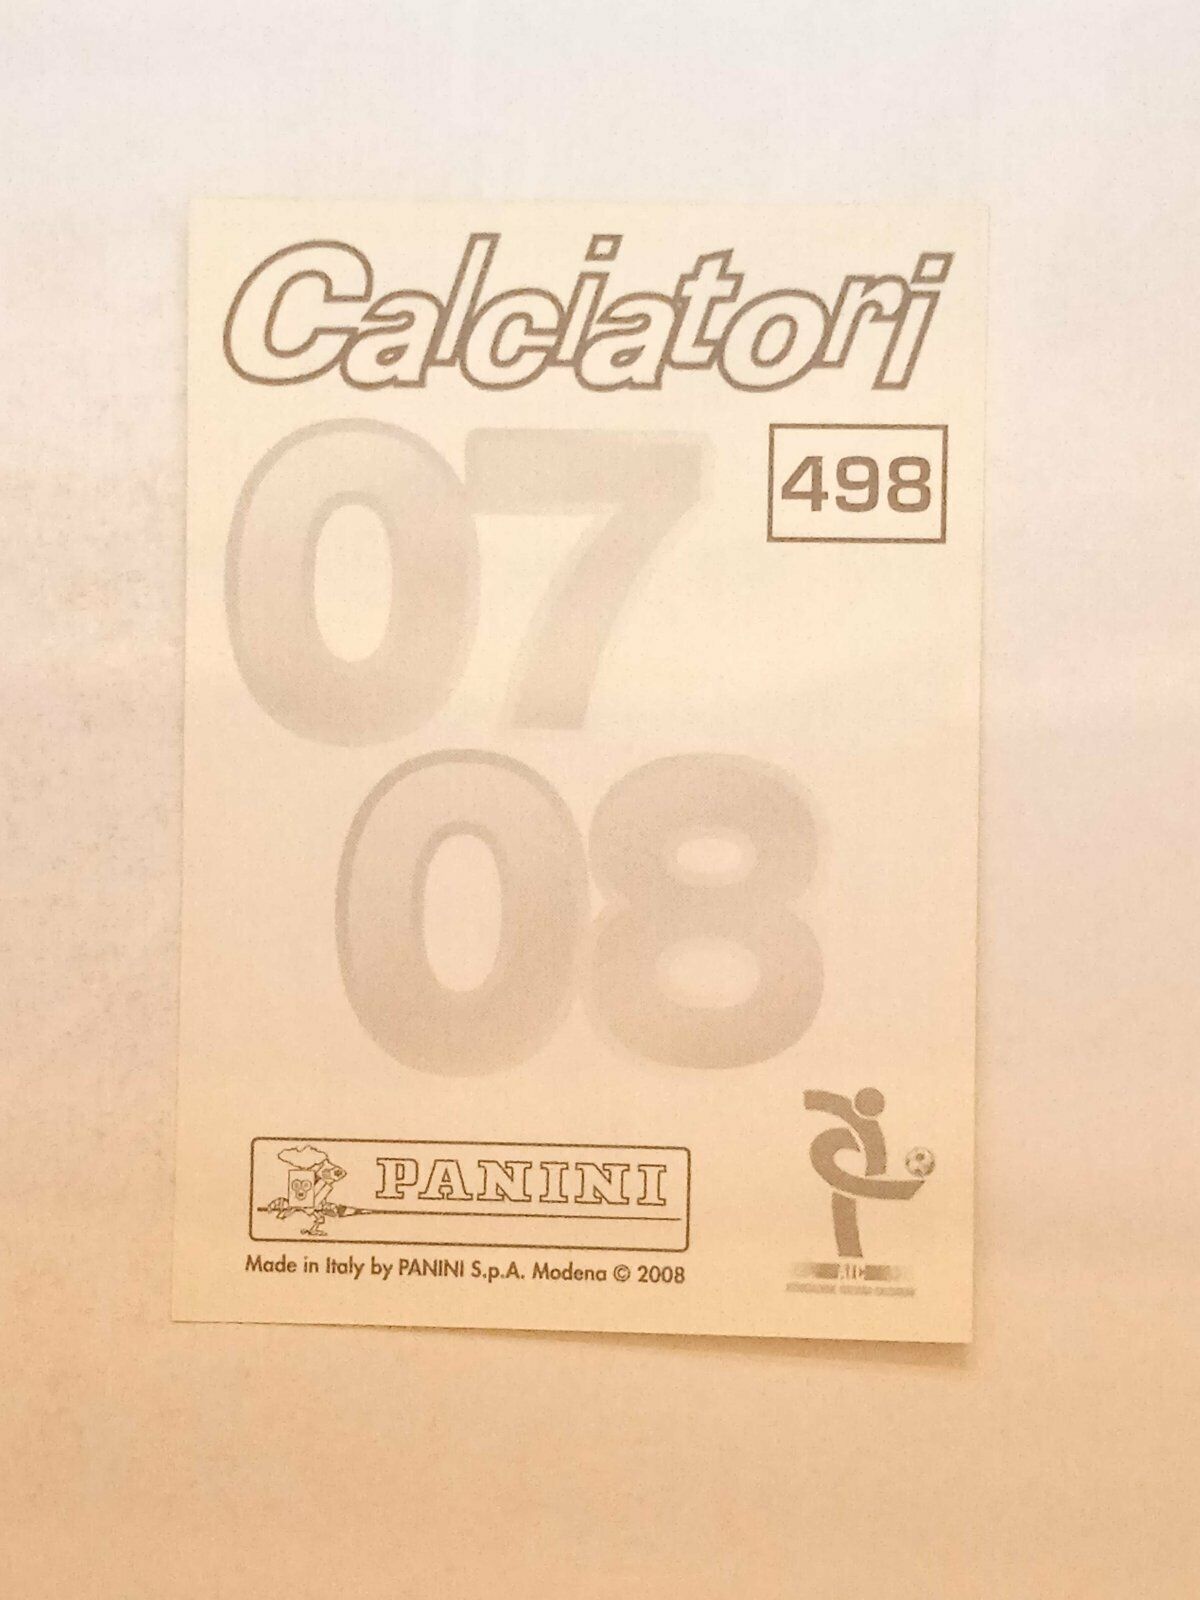 Calciatori
07
498
08
PANINI
Made in Italy by PANINI S.p.A. Modena © 2008